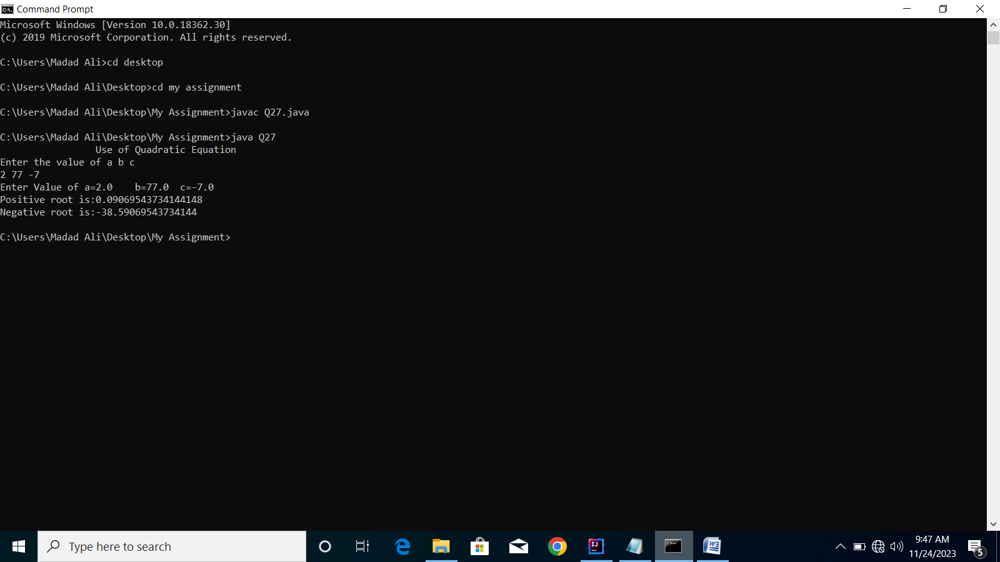 Command Prompt
Microsoft Windows [Version 10.0.18362.30]
(c) 2019 Microsoft Corporation. All rights reserved.
C:\Users\Madad Ali>cd desktop
C:\Users\Madad Ali\Desktop>cd my assignment
C:\Users\Madad Ali\Desktop\My Assignment>javac Q27.java
C:\Users\Madad Ali\Desktop\My Assignment>java Q27
Use of Quadratic Equation
Enter the value of a b c
2 77 -7
Enter Value of a=2.0    b=77.0  c=-7.0
Positive root is:0.09069543734144148
Negative root is:-38.59069543734144
C:\Users\Madad Ali\Desktop\My Assignment>
Type here to search
9:47 AM
11/24/2023
5